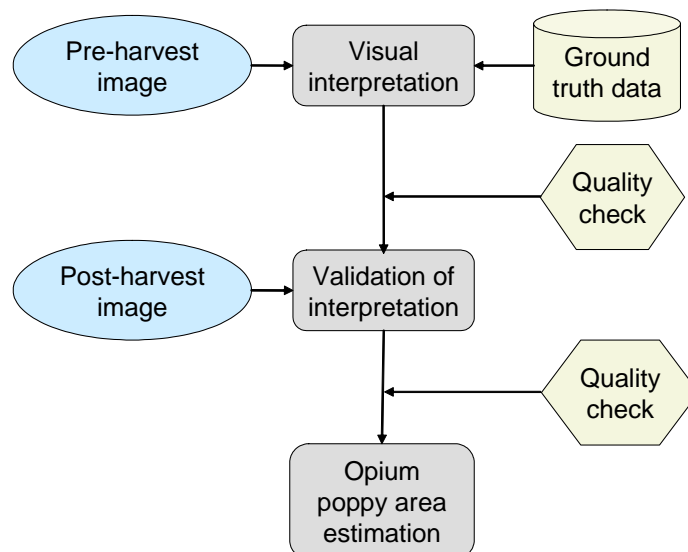 Pre-harvest
image
Visual
interpretation
Ground
truth data
Quality
check
Post-harvest
image
Validation of
interpretation
Quality
check
Opium
poppy area
estimation